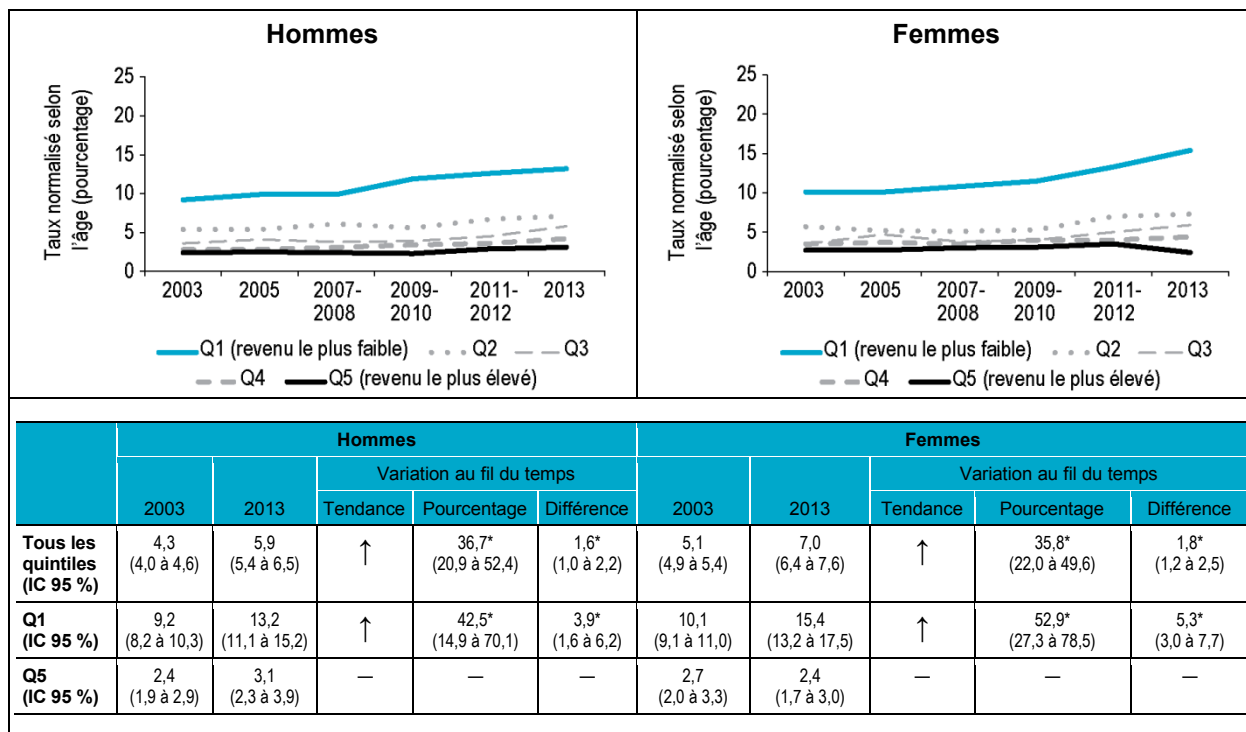 Hommes
Taux normalisé selon
l'âge (pourcentage)
25
20
15
10
5
0
2003 2005 2007- 2009- 2011- 2013
2008 2010 2012
Q1 (revenu le plus faible) Q2 Q3
Q4 Q5 (revenu le plus élevé)
Femmes
Taux normalisé selon
l'âge (pourcentage)
25
20
15
10
5
0
2003 2005 2007- 2009- 2011- 2013
2008 2010 2012
Q1 (revenu le plus faible) Q2 Q3
Q4 Q5 (revenu le plus élevé)
Hommes Femmes
Variation au fil du temps Variation au fil du temps
2003 2013 Tendance Pourcentage Différence 2003 2013 Tendance Pourcentage Différence
Tous les 4,3 5,9 ↑ 36,7* 1,6* 5,1 7,0 ↑ 35,8* 1,8*
quintiles (4,0 à 4,6) (5,4 à 6,5) (20,9 à 52,4) (1,0 à 2,2) (4,9 à 5,4) (6,4 à 7,6) (22,0 à 49,6) (1,2 à 2,5)
(IC 95 %)
Q1 9,2 13,2 ↑ 42,5* 3,9* 10,1 15,4 ↑ 52,9* 5,3*
(IC 95 %) (8,2 à 10,3) (11,1 à 15,2) (14,9 à 70,1) (1,6 à 6,2) (9,1 à 11,0) (13,2 à 17,5) (27,3 à 78,5) (3,0 à 7,7)
Q5 2,4 3,1 — — — 2,7 2,4 — — —
(IC 95 %) (1,9 à 2,9) (2,3 à 3,9) (2,0 à 3,3) (1,7 à 3,0)